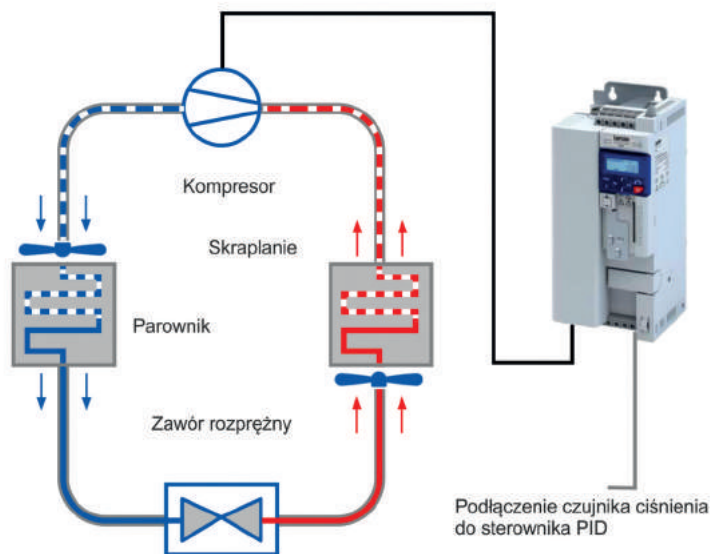 Kompresor
Skraplanie
Parownik
Zawór rozprężny
Podłączenie czujnika ciśnienia
do sterownika PID